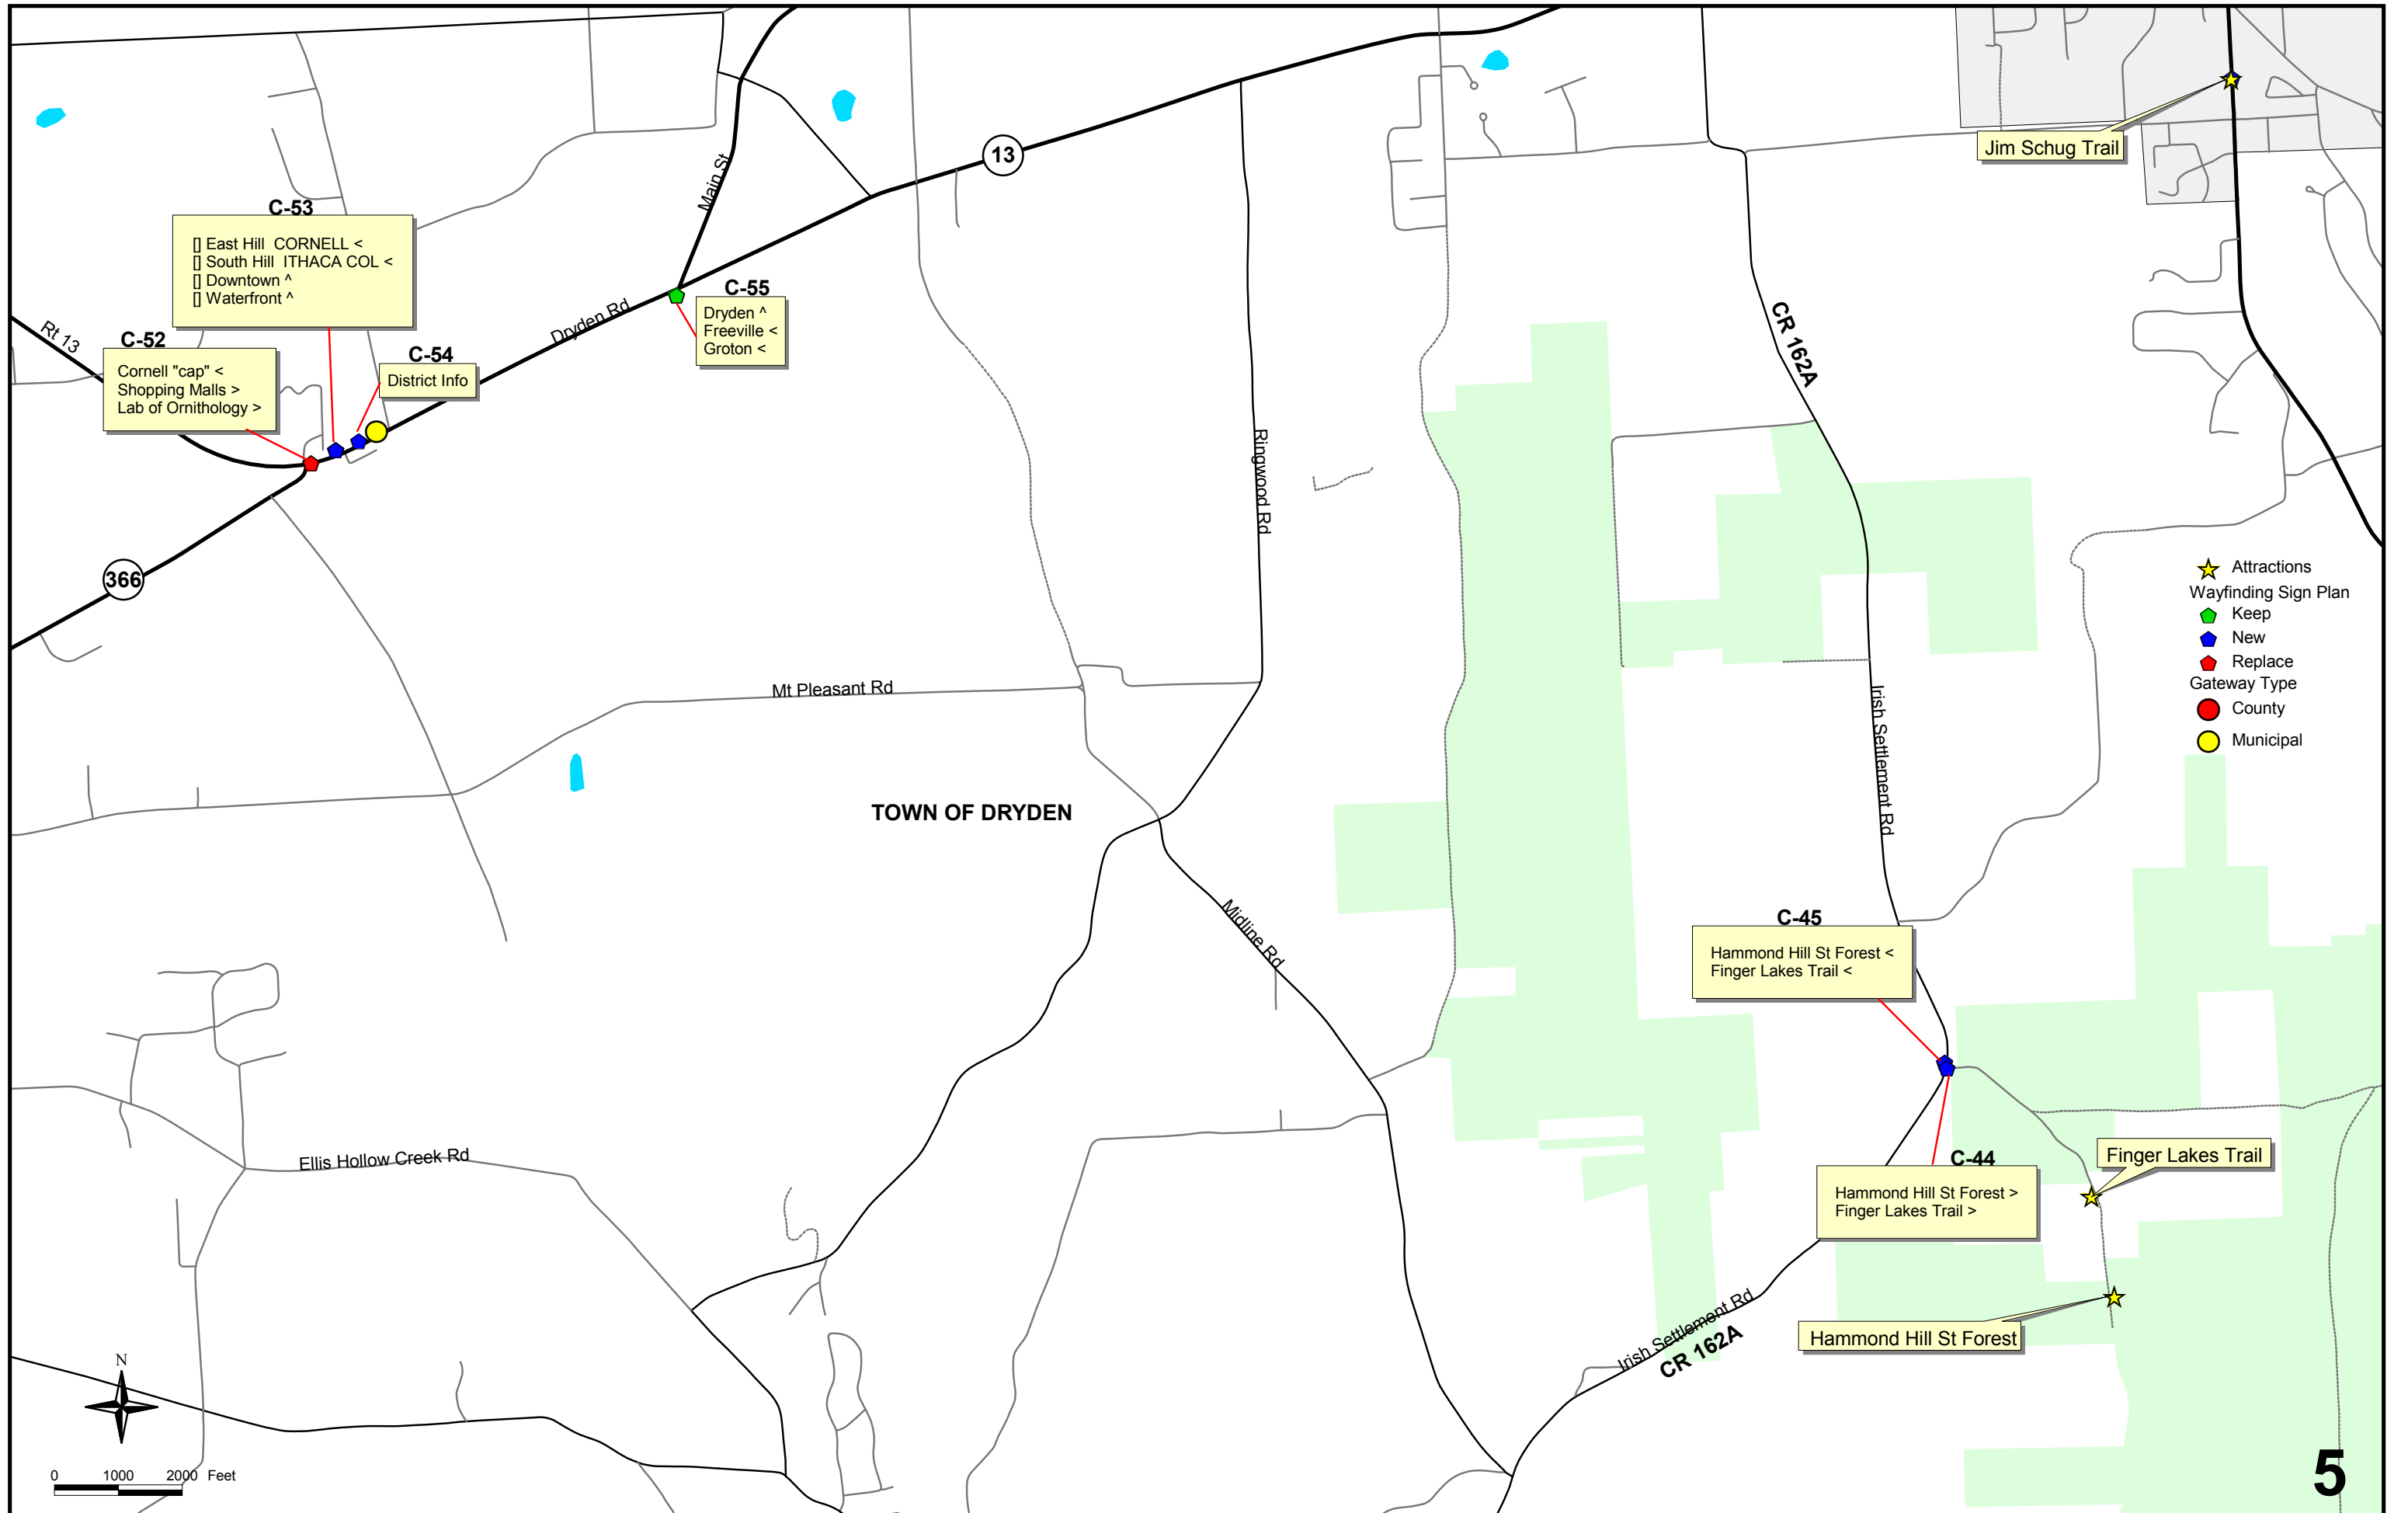 13
Jim Schug Trail
Main St
C-53
[] East Hill  CORNELL <
[] South Hill  ITHACA COL <
[] Downtown ^
[] Waterfront ^
C-55
Dryden ^
Freeville <
Groton <
Dryden Rd
Rt 13
C-52
Cornell "cap" <
Shopping Malls >
Lab of Ornithology >
C-54
District Info
CR 162A
Ringwood Rd
366
Attractions
Wayfinding Sign Plan
Keep
New
Replace
Gateway Type
County
Municipal
Mt Pleasant Rd
Irish Settlement Rd
TOWN OF DRYDEN
Midline Rd
C-45
Hammond Hill St Forest <
Finger Lakes Trail <
Ellis Hollow Creek Rd
C-44
Hammond Hill St Forest >
Finger Lakes Trail >
Finger Lakes Trail
Hammond Hill St Forest
Irish Settlement Rd
CR 162A
N
0 1000 2000 Feet
5